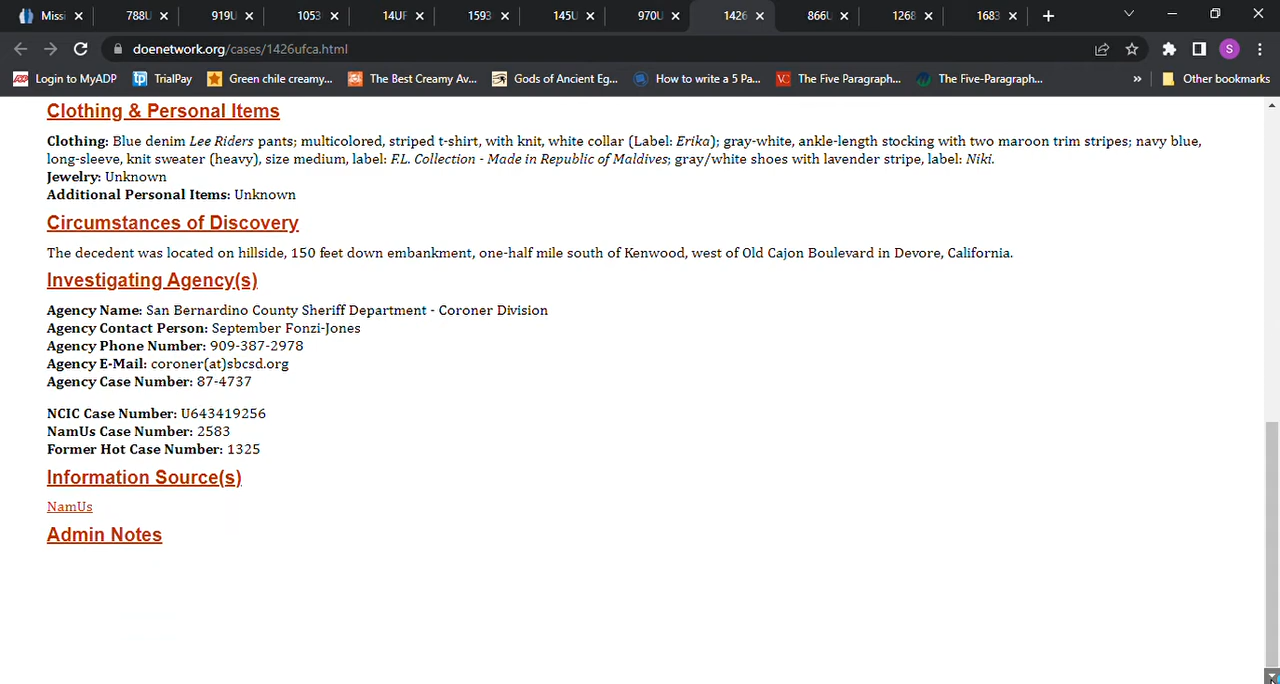 Missi
788U
919U
1053
14UF
1593
145U
970U
1426
866U
1268
1683
doenetwork.org/cases/1426ufca.html
S
Login to MyADP
tp TrialPay
Green chile creamy...
The Best Creamy Av...
Gods of Ancient Eg...
How to write a 5 Pa...
VC The Five Paragraph...
The Five-Paragraph...
»
Other bookmarks
Clothing & Personal Items
Clothing: Blue denim Lee Riders pants; multicolored, striped t-shirt, with knit, white collar (Label: Erika); gray-white, ankle-length stocking with two maroon trim stripes; navy blue,
long-sleeve, knit sweater (heavy), size medium, label: F.L. Collection - Made in Republic of Maldives; gray/white shoes with lavender stripe, label: Niki.
Jewelry: Unknown
Additional Personal Items: Unknown
Circumstances of Discovery
The decedent was located on hillside, 150 feet down embankment, one-half mile south of Kenwood, west of Old Cajon Boulevard in Devore, California.
Investigating Agency(s)
Agency Name: San Bernardino County Sheriff Department - Coroner Division
Agency Contact Person: September Fonzi-Jones
Agency Phone Number: 909-387-2978
Agency E-Mail: coroner(at)sbcsd.org
Agency Case Number: 87-4737
NCIC Case Number: U643419256
NamUs Case Number: 2583
Former Hot Case Number: 1325
Information Source(s)
NamUs
Admin Notes